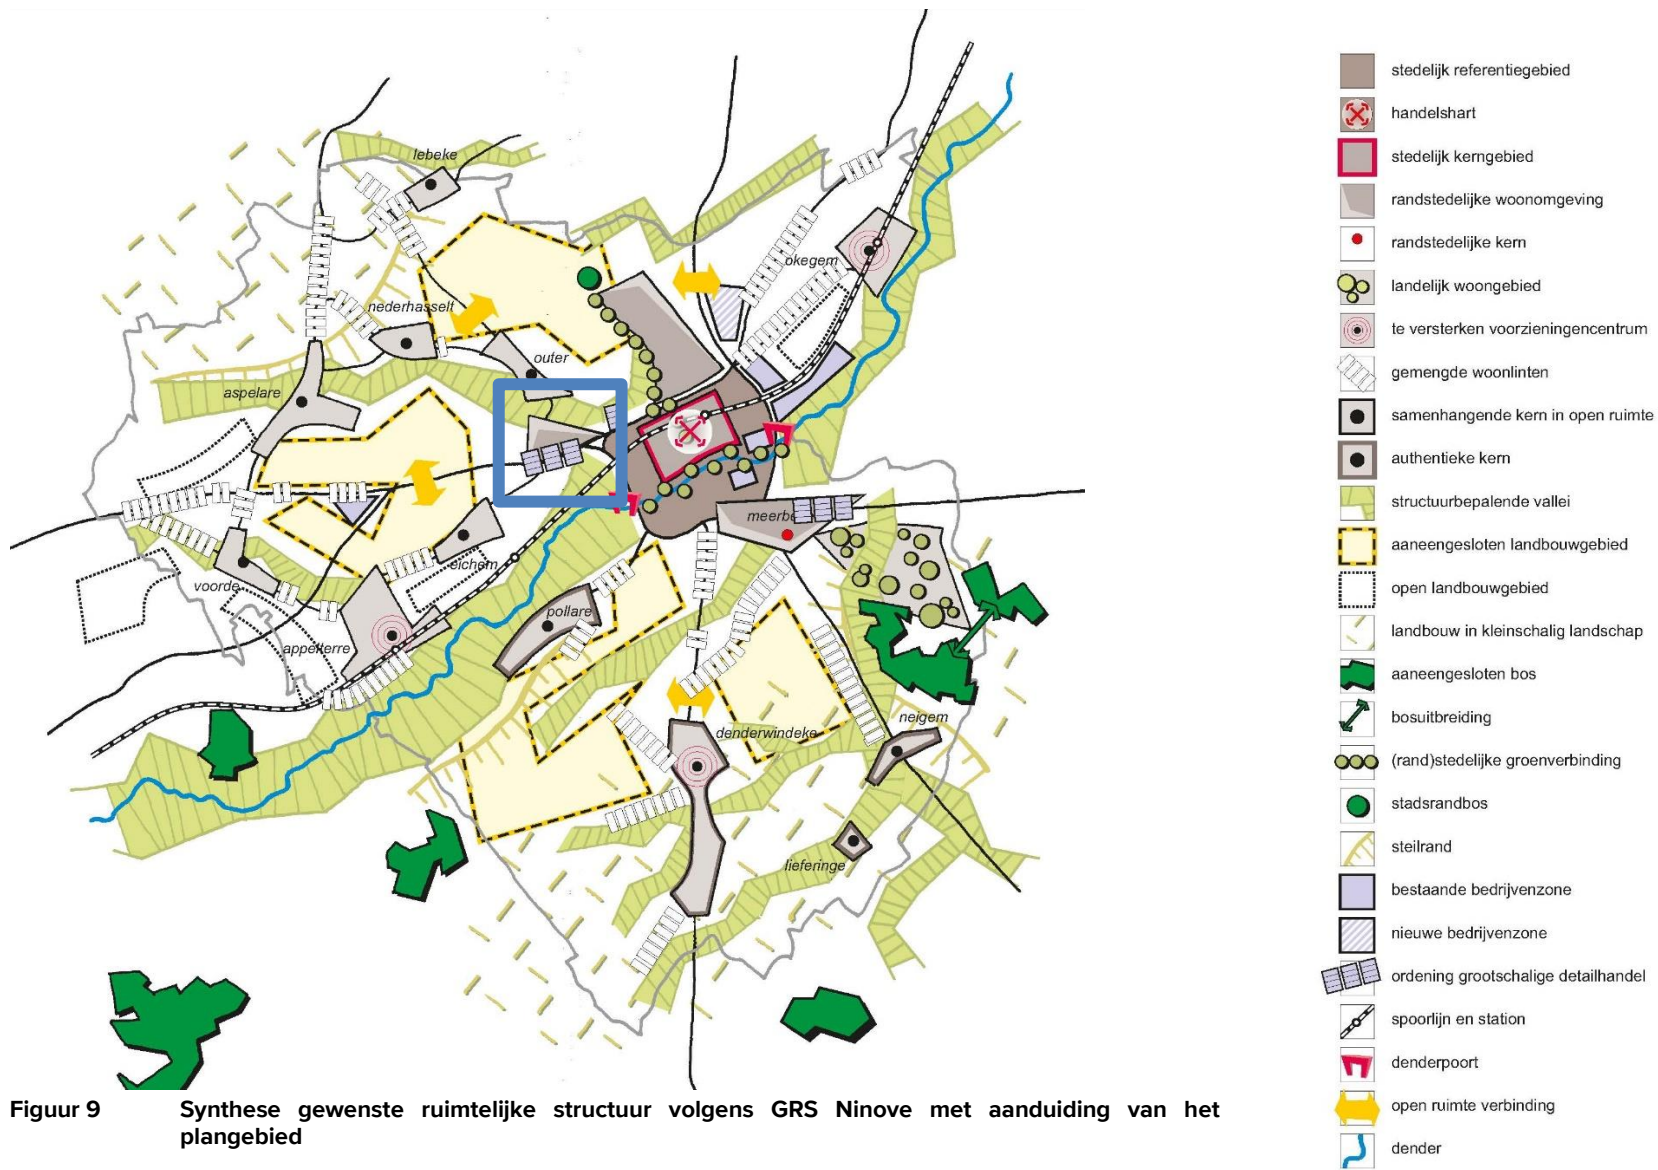 lebeke
okegem
nederhasselt
outer
aspelare
meerbe
eichem
voorde
pollare
appelterre
neigem
denderwindeke
lieferinge
stedelijk referentiegebied
handelshart
stedelijk kerngebied
randstedelijke woonomgeving
randstedelijke kern
landelijk woongebied
te versterken voorzieningencentrum
gemengde woonlinten
samenhangende kern in open ruimte
authentieke kern
structuurbepalende vallei
aaneengesloten landbouwgebied
open landbouwgebied
landbouw in kleinschalig landschap
aaneengesloten bos
bosuitbreiding
(rand)stedelijke groenverbinding
stadsrandbos
steilrand
bestaande bedrijvenzone
nieuwe bedrijvenzone
ordening grootschalige detailhandel
spoorlijn en station
denderpoort
open ruimte verbinding
dender
Figuur 9 Synthese gewenste ruimtelijke structuur volgens GRS Ninove met aanduiding van het
plangebied